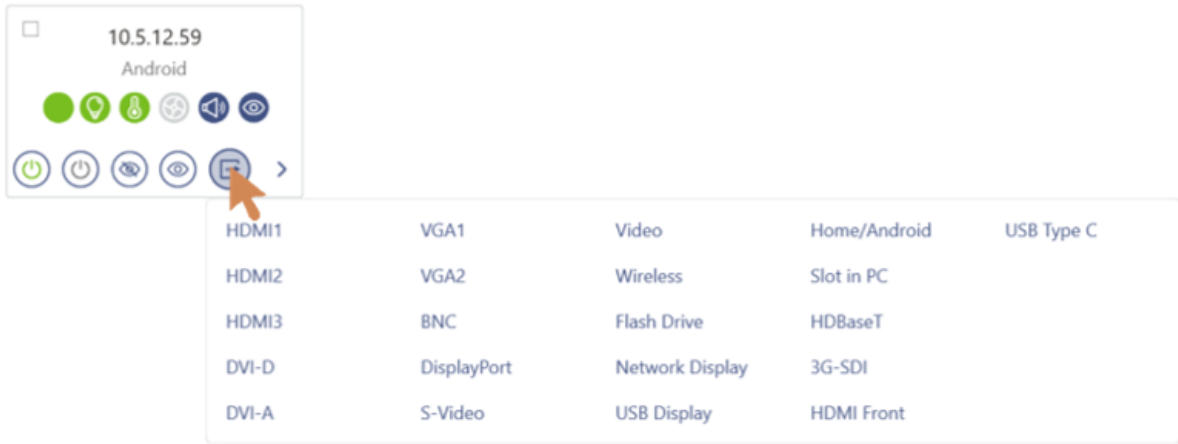 10.5.12.59
Android
HDMI1 VGA1 Video Home/Android USB Type C
HDMI2 VGA2 Wireless Slot in PC
HDMI3 BNC Flash Drive HDBaseT
DVI-D DisplayPort Network Display 3G-SDI
DVI-A S-Video USB Display HDMI Front